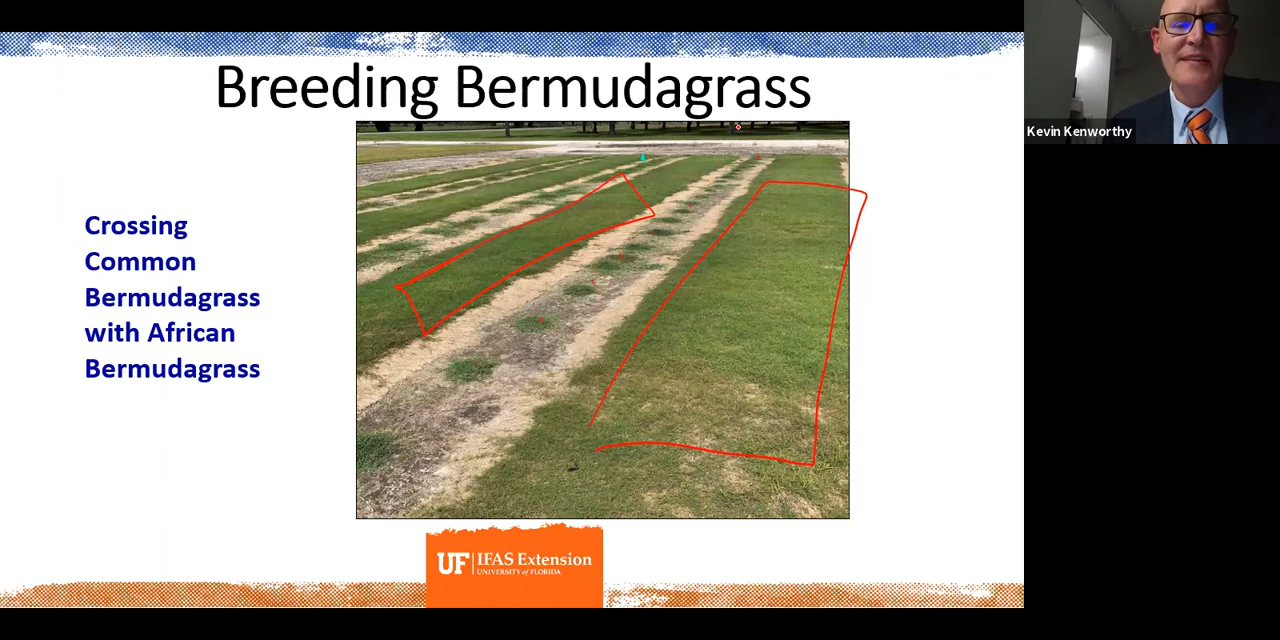 Breeding Bermudagrass
Kevin Kenworthy
Crossing
Common
Bermudagrass
with African
Bermudagrass
UF IFAS Extension
UNIVERSITY of FLORIDA